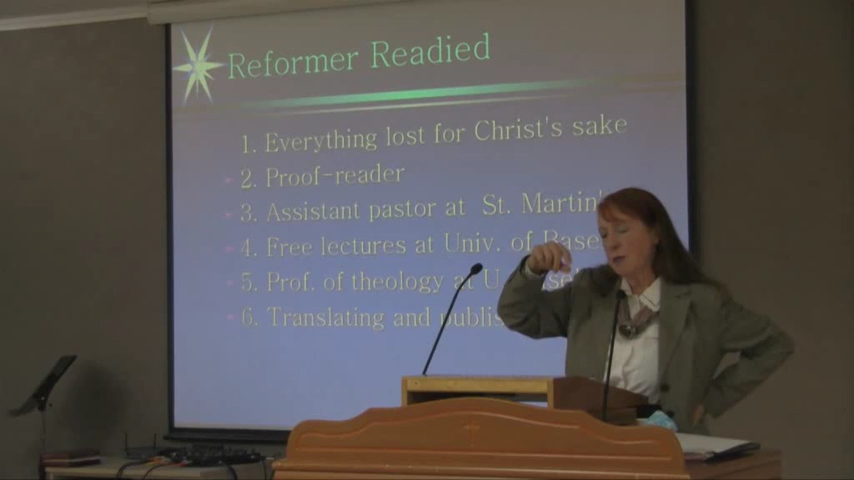 Reformer Readied
1. Everything lost for Christ's sake
2. Proof-reader
3. Assistant pastor at St. Martin'
4. Free lectures at Univ. of Base
5. Prof. of theology at U
6. Translating and publis